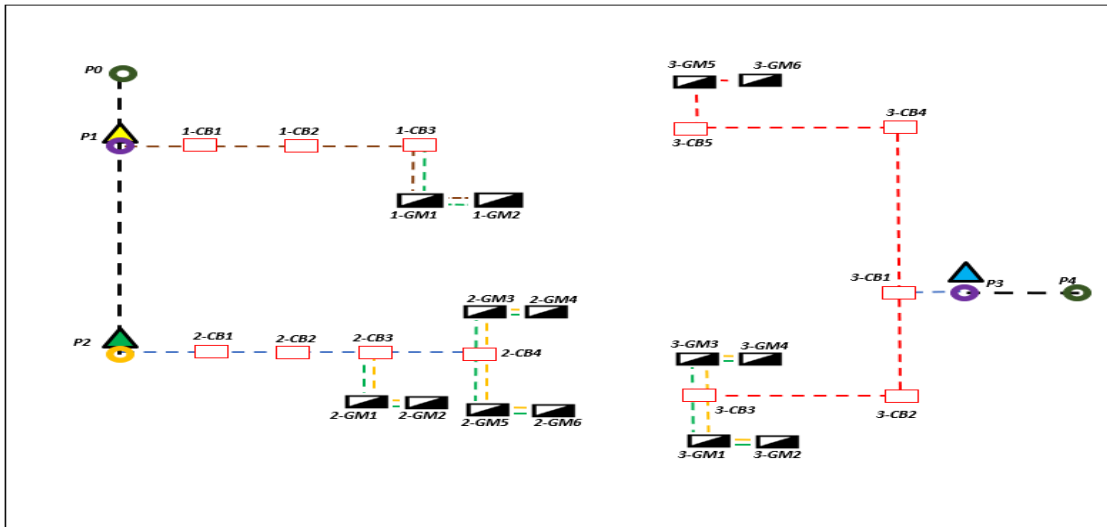 P0
3-GM5 3-GM6
P1 1-CB1 1-CB2 1-CB3 3-CB4
3-CB5
1-GM1 1-GM2
3-CB1 P3 P4
2-GM3 2-GM4
P2 2-CB1 2-CB2 2-CB3 2-CB4
3-GM3 3-GM4
2-GM1 2-GM2
3-CB3 3-CB2
2-GM5 2-GM6
3-GM1 3-GM2